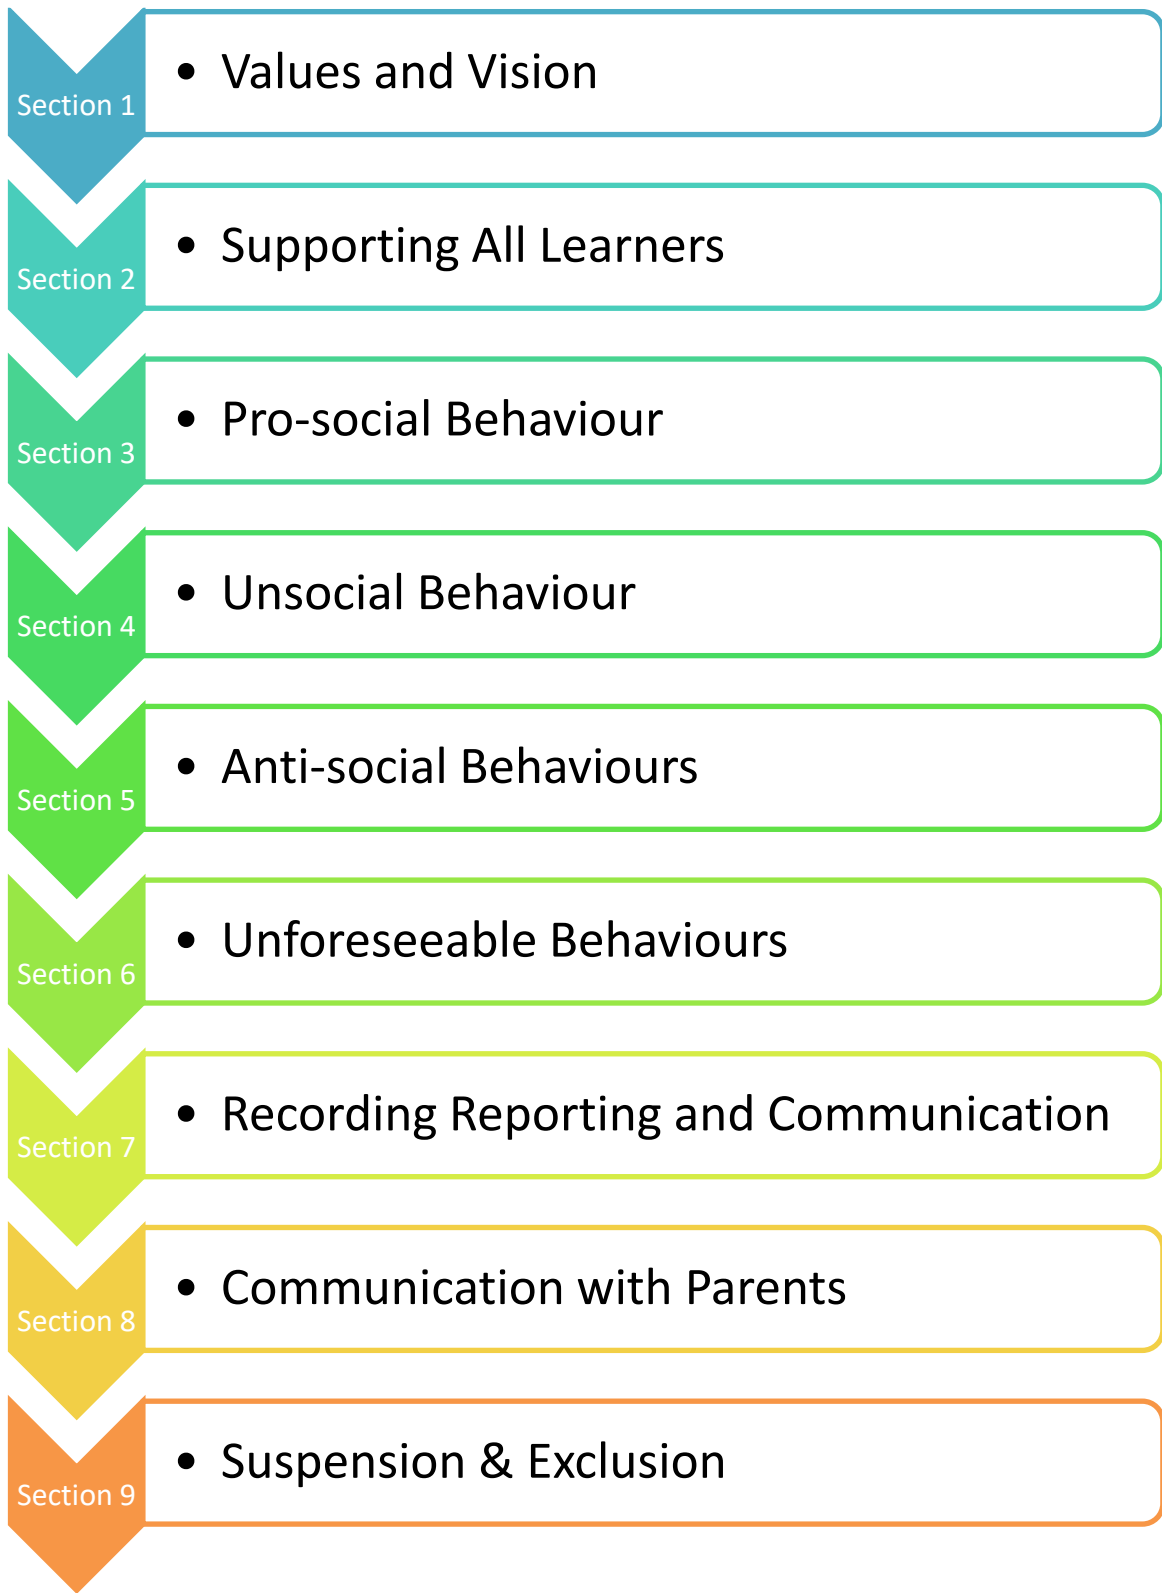 Section 1
• Values and Vision
Section 2
• Supporting All Learners
Section 3
• Pro-social Behaviour
Section 4
• Unsocial Behaviour
Section 5
• Anti-social Behaviours
Section 6
• Unforeseeable Behaviours
Section 7
• Recording Reporting and Communication
Section 8
• Communication with Parents
Section 9
• Suspension & Exclusion